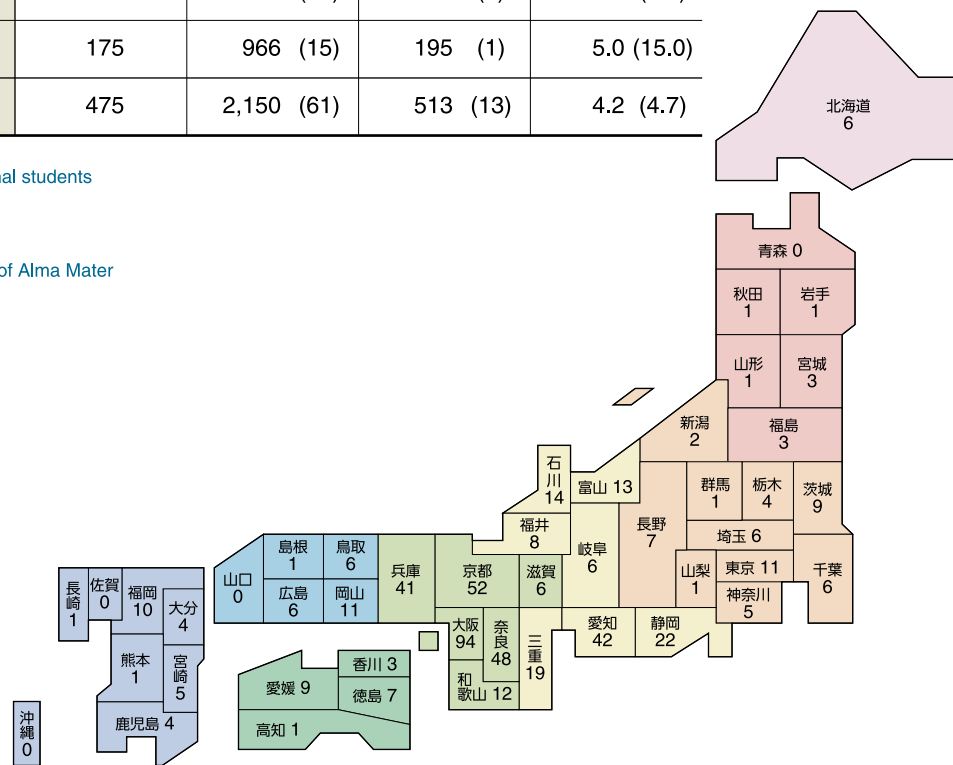 175 966 (15) 195 (1) 5.0 (15.0)
475 2,150 (61) 513 (13) 4.2 (4.7)
nal students
of Alma Mater
北海道
6
青森 0
秋田
1
岩手
1
山形
1
宮城
3
新潟
2
福島
3
石川
14
富山 13
群馬
1
栃木
4
茨城
9
福井
8
岐阜
6
長野
7
埼玉 6
山梨
1
東京 11
千葉
6
神奈川
5
島根
1
鳥取
6
兵庫
41
京都
52
滋賀
6
山口
0
広島
6
岡山
11
長崎
1
佐賀
0
福岡
10
大分
4
大阪
94
奈良
48
三重
19
愛知
42
静岡
22
熊本
1
宮崎
5
和
歌山 12
香川 3
愛媛 9
徳島 7
高知 1
鹿児島 4
沖縄
0